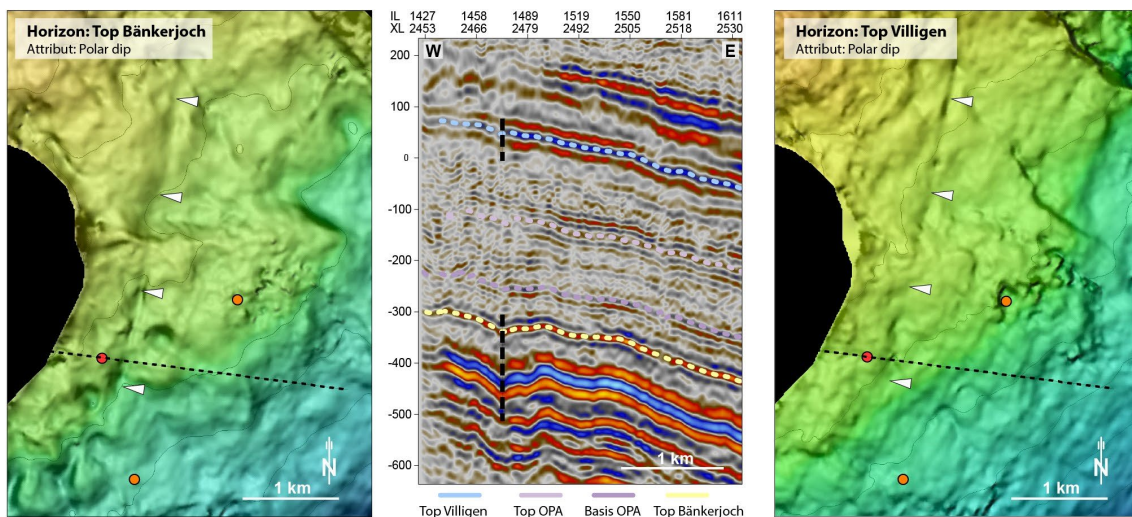 Horizon: Top Bänkerjoch
Attribut: Polar dip
N
1 km
IL 1427 1458 1489 1519 1550 1581 1611
XL 2453 2466 2479 2492 2505 2518 2530
W E
200
100
0
-100
-200
-300
-400
-500
-600
1 km
Top Villigen Top OPA Basis OPA Top Bänkerjoch
Horizon: Top Villigen
Attribut: Polar dip
N
1 km